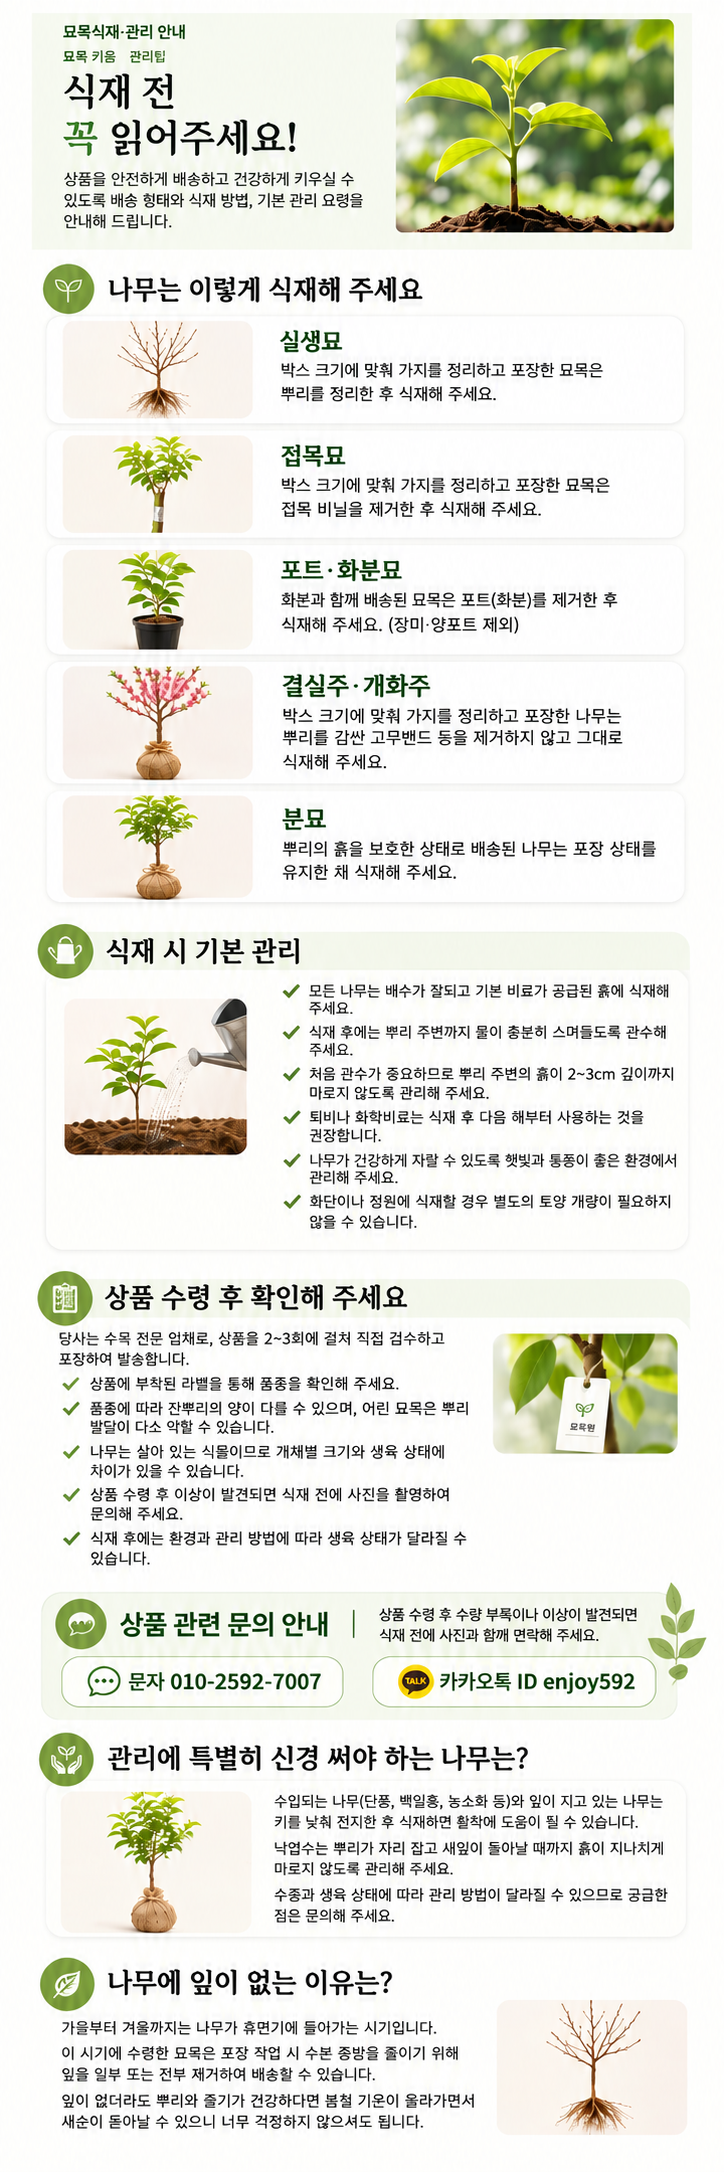 묘목식재·관리 안내
묘목 키움 관리팁
식재 전
꼭 읽어주세요!
상품을 안전하게 배송하고 건강하게 키우실 수
있도록 배송 형태와 식재 방법, 기본 관리 요령을
안내해 드립니다.
나무는 이렇게 식재해 주세요
실생묘
박스 크기에 맞춰 가지를 정리하고 포장한 묘목은
뿌리를 정리한 후 식재해 주세요.
접목묘
박스 크기에 맞춰 가지를 정리하고 포장한 묘목은
접목 비닐을 제거한 후 식재해 주세요.
포트·화분묘
화본과 함께 배송된 묘목은 포트(화분)를 제거한 후
식재해 주세요. (장미·양포트 제외)
결실주·개화주
박스 크기에 맞춰 가지를 정리하고 포장한 나무는
뿌리를 감싼 고무밴드 등을 제거하지 않고 그대로
식재해 주세요.
분묘
뿌리의 흙을 보호한 상태로 배송된 나무는 포장 상태를
유지한 채 식재해 주세요.
식재 시 기본 관리
모든 나무는 배수가 잘되고 기본 비료가 공급된 흙에 식재해
주세요.
식재 후에는 뿌리 주변까지 물이 충분히 스며들도록 관수해
주세요.
처음 관수가 중요하므로 뿌리 주변의 흙이 2~3cm 깊이까지
마로지 않도록 관리해 주세요.
퇴비나 화학비료는 식재 후 다음 해부터 사용하는 것을
권장합니다.
나무가 건강하게 자랄 수 있도록 햇빛과 통풍이 좋은 환경에서
관리해 주세요.
화단이나 정원에 식재할 경우 별도의 토양 개량이 필요하지
않을 수 있습니다.
상품 수령 후 확인해 주세요
당사는 수목 전문 업채로, 상품을 2~3회에 걸처 직접 검수하고
포장하여 발송합니다.
상품에 부착된 라밸을 통해 품종을 확인해 주세요.
품종에 따라 잔뿌리의 양이 다를 수 있으며, 어린 묘목은 뿌리
발달이 다소 약할 수 있습니다.
나무는 살아 있는 식몰이므로 개채별 크기와 생육 상태에
차이가 있을 수 있습니다.
상품 수령 후 이상이 발견되면 식재 전에 사진을 촬영하여
문의해 주세요.
식재 후에는 환경과 관리 방법에 따라 생육 상태가 달라질 수
있습니다.
묘목원
상품 관련 문의 안내
상품 수령 후 수량 부록이나 이상이 발견되면
식재 전에 사진과 함께 면락해 주세요.
문자 010-2592-7007
TALK 카카오톡 ID enjoy592
관리에 특별히 신경 써야 하는 나무는?
수입되는 나무(단풍, 백일홍, 능소화 등)와 잎이 지고 있는 나무는
키를 낮춰 전지한 후 식재하면 활착에 도움이 될 수 있습니다.
낙엽수는 뿌리가 자리 잡고 새잎이 돌아날 때까지 흙이 지나치게
마르지 않도록 관리해 주세요.
수종과 생육 상태에 따라 관리 방법이 달라질 수 있으므로 궁금한
점은 문의해 주세요.
나무에 잎이 없는 이유는?
가을부터 겨울까지는 나무가 휴면기에 들어가는 시기입니다.
이 시기에 수령한 묘목은 포장 작업 시 수본 종방을 줄이기 위해
잎을 일부 또는 전부 제거하여 배송할 수 있습니다.
잎이 없더라도 뿌리와 줄기가 건강하다면 봄철 기온이 올라가면서
새순이 돋아날 수 있으니 너무 걱정하지 않으셔도 됩니다.